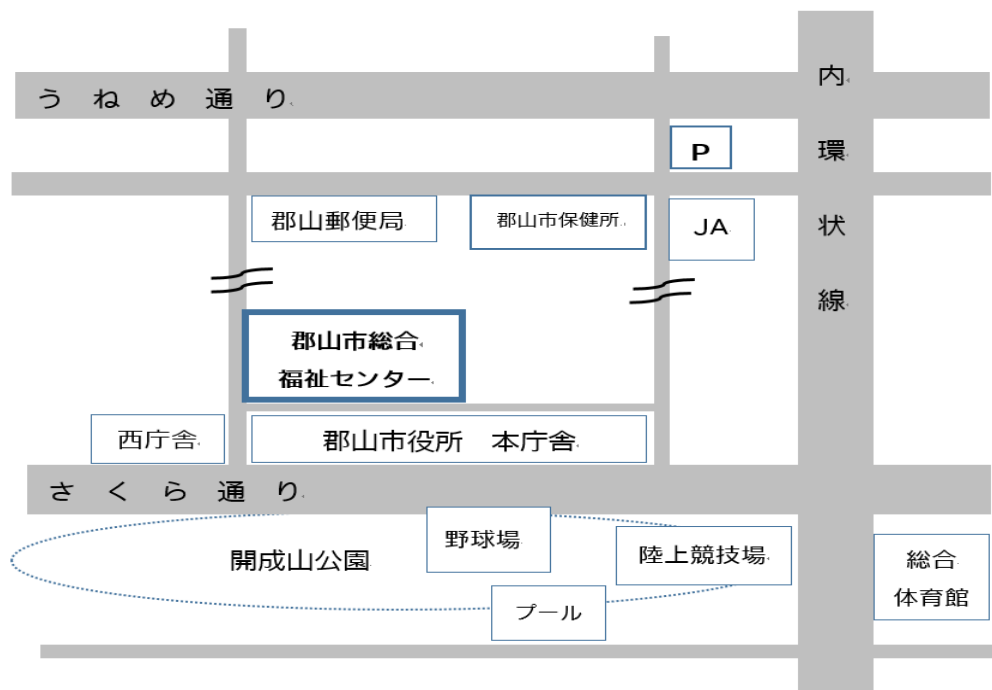 うねめ通り
内環状線
P
郡山郵便局
郡山市保健所
JA
郡山市総合
福祉センター
西庁舎
郡山市役所　本庁舎
さくら通り
開成山公園
野球場
陸上競技場
プール
総合
体育館